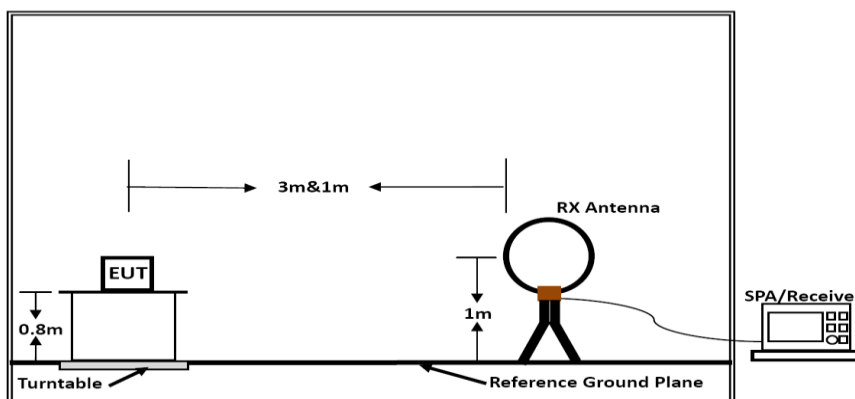 3m&1m
RX Antenna
EUT
0.8m
1m
SPA/Receive
Turntable
Reference Ground Plane